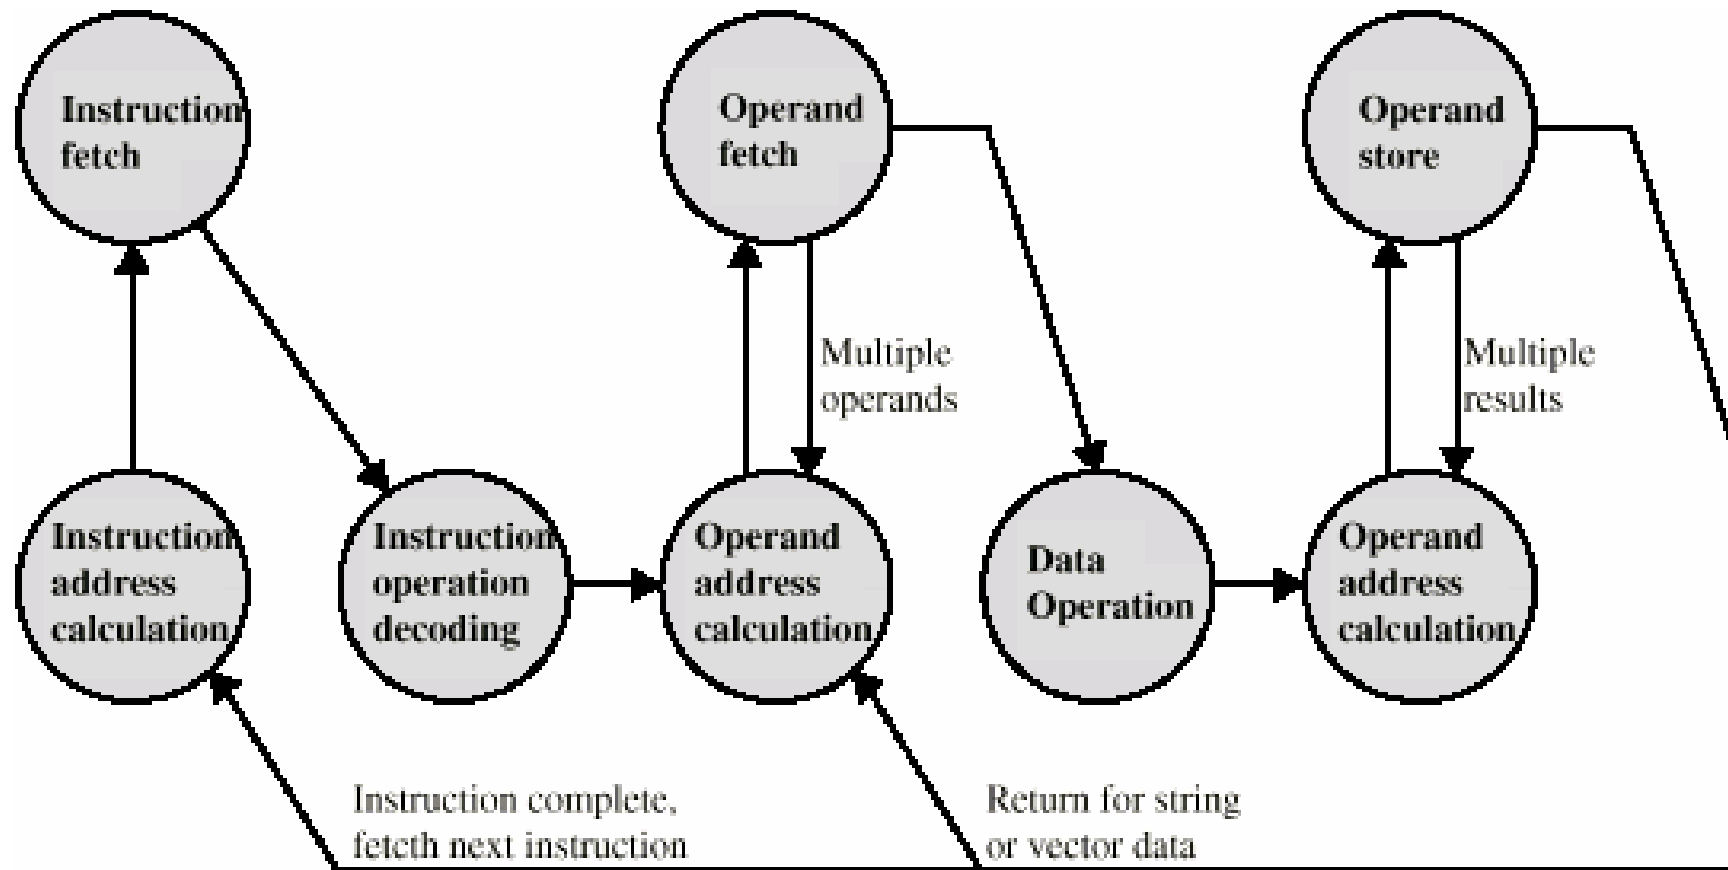 Instruction
fetch
Operand
fetch
Operand
store
Multiple
operands
Multiple
results
Instruction
address
calculation
Instruction
operation
decoding
Operand
address
calculation
Data
Operation
Operand
address
calculation
Instruction complete,
fetcth next instruction
Return for string
or vector data